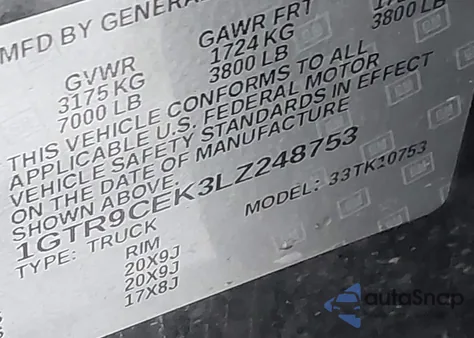 MFD BY GENERA
GVWR
3175 KG
7000 LB
GAWR FRT
1724 KG
3800 LB
3800 LB
THIS VEHICLE CONFORMS TO ALL
APPLICABLE U.S. FEDERAL MOTOR
VEHICLE SAFETY STANDARDS IN EFFECT
ON THE DATE OF MANUFACTURE
SHOWN ABOVE.
1GTR9CEK3LZ248753
TYPE: TRUCK
MODEL: 33TK10753
RIM
20X9J
20X9J
17X8J
autoSnap